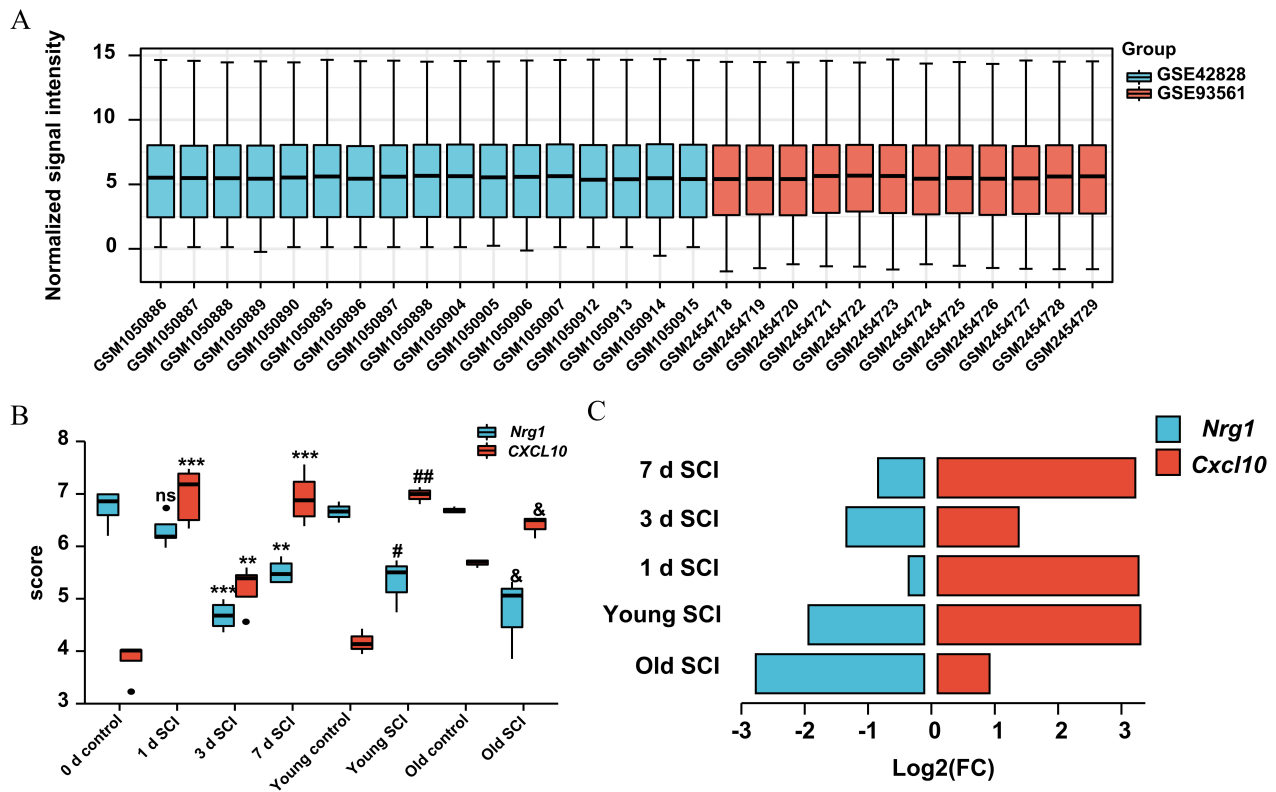 A
Normalized signal intensity
15
10
5
0
Group
GSE42828
GSE93561
GSM1050886
GSM1050887
GSM1050888
GSM1050889
GSM1050890
GSM1050895
GSM1050896
GSM1050897
GSM1050898
GSM1050904
GSM1050905
GSM1050906
GSM1050907
GSM1050912
GSM1050913
GSM1050914
GSM1050915
GSM2454718
GSM2454719
GSM2454720
GSM2454721
GSM2454722
GSM2454723
GSM2454724
GSM2454725
GSM2454726
GSM2454727
GSM2454728
GSM2454729
B
score
8
7
6
5
4
3
Nrg1
CXCL10
ns
***
***
**
**
***
#
##
&
&
0 d control
1 d SCI
3 d SCI
7 d SCI
Young control
Young SCI
Old control
Old SCI
C
Nrg1
Cxcl10
7 d SCI
3 d SCI
1 d SCI
Young SCI
Old SCI
-3 -2 -1 0 1 2 3
Log2(FC)